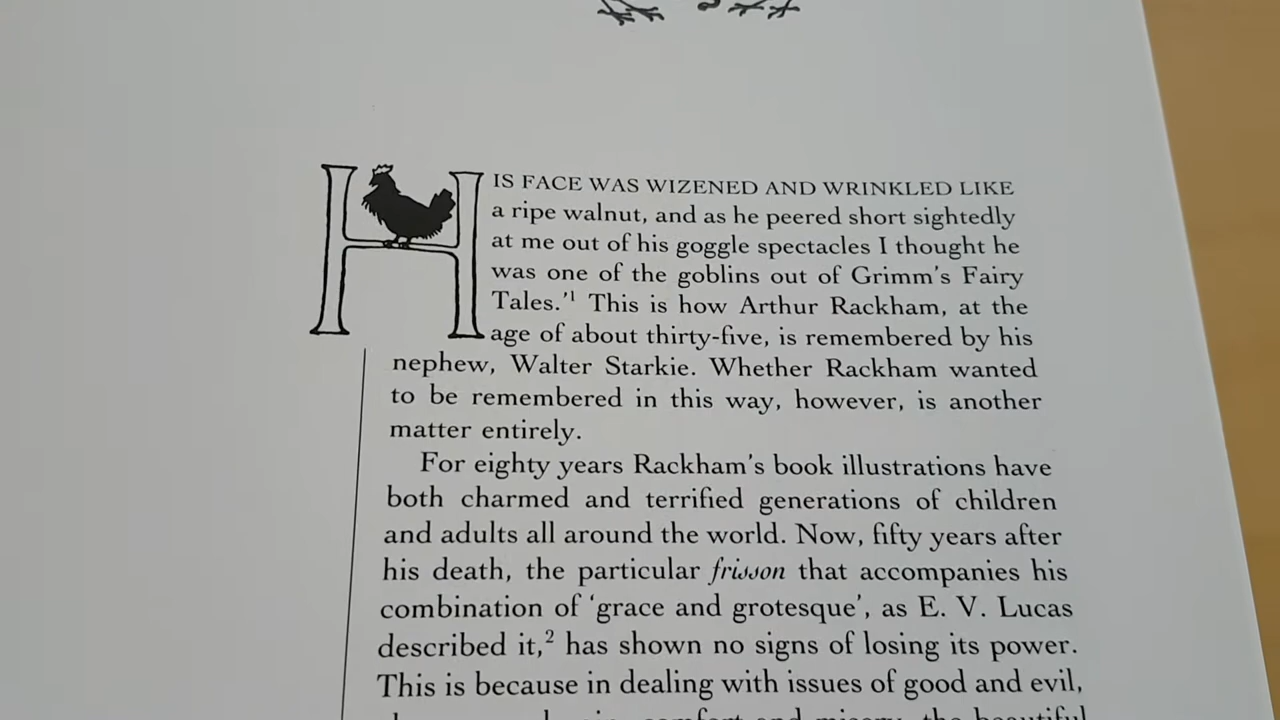 HIS FACE WAS WIZENED AND WRINKLED LIKE
a ripe walnut, and as he peered short sightedly
at me out of his goggle spectacles I thought he
was one of the goblins out of Grimm's Fairy
Tales.'1 This is how Arthur Rackham, at the
age of about thirty-five, is remembered by his
nephew, Walter Starkie. Whether Rackham wanted
to be remembered in this way, however, is another
matter entirely.
For eighty years Rackham's book illustrations have
both charmed and terrified generations of children
and adults all around the world. Now, fifty years after
his death, the particular frisson that accompanies his
combination of 'grace and grotesque', as E. V. Lucas
described it,2 has shown no signs of losing its power.
This is because in dealing with issues of good and evil,
comfort and misery, the beautiful